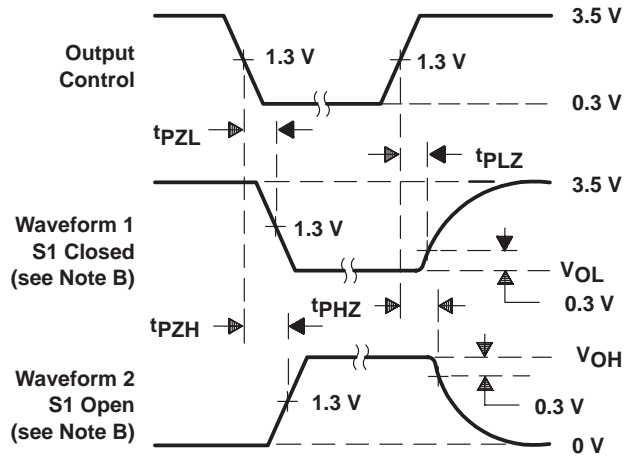 3.5 V
Output
Control
1.3 V
1.3 V
0.3 V
tPZL
tPLZ
3.5 V
Waveform 1
S1 Closed
(see Note B)
1.3 V
VOL
0.3 V
tPZH
tPHZ
VOH
Waveform 2
S1 Open
(see Note B)
1.3 V
0.3 V
0 V